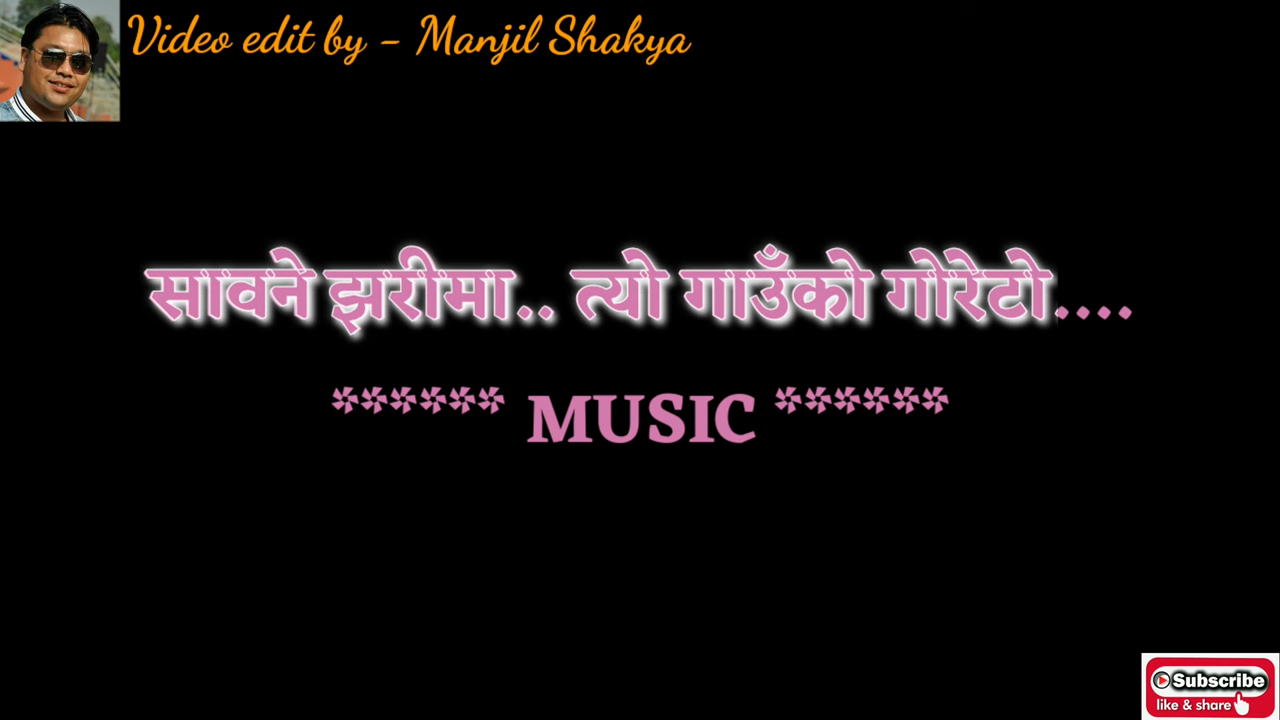 Video edit by - Manjil Shakya
सावने झरीमा.. त्यो गाउँको गोरेटो....
****** MUSIC ******
Subscribe
like & share